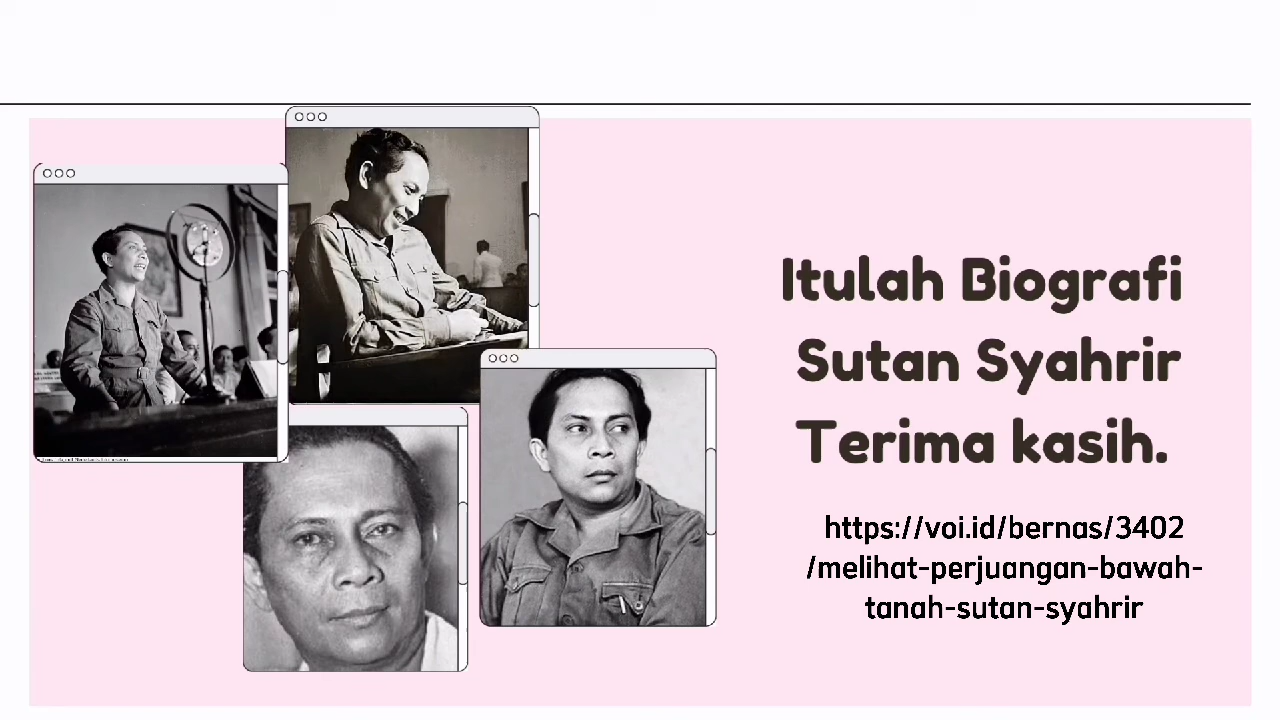 Itulah Biografi
Sutan Syahrir
Terima kasih.
https://voi.id/bernas/3402
/melihat-perjuangan-bawah-
tanah-sutan-syahrir